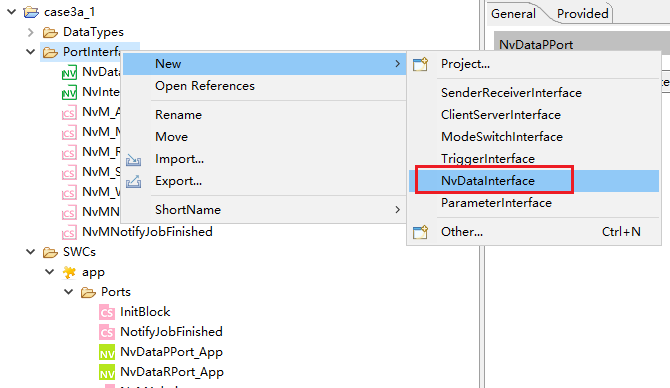 case3a_1
DataTypes
PortInterfa
NvData
NvInte
NvM_A
NvM_M
NvM_R
NvM_S
NvM_W
NvMN
NvMNotifyJobFinished
SWCs
app
Ports
InitBlock
NotifyJobFinished
NvDataPPort_App
NvDataRPort_App
New
Open References
Rename
Move
Import...
Export...
ShortName
Project...
SenderReceiverInterface
ClientServerInterface
ModeSwitchInterface
TriggerInterface
NvDataInterface
ParameterInterface
Other... Ctrl+N
General Provided
NvDataPPort